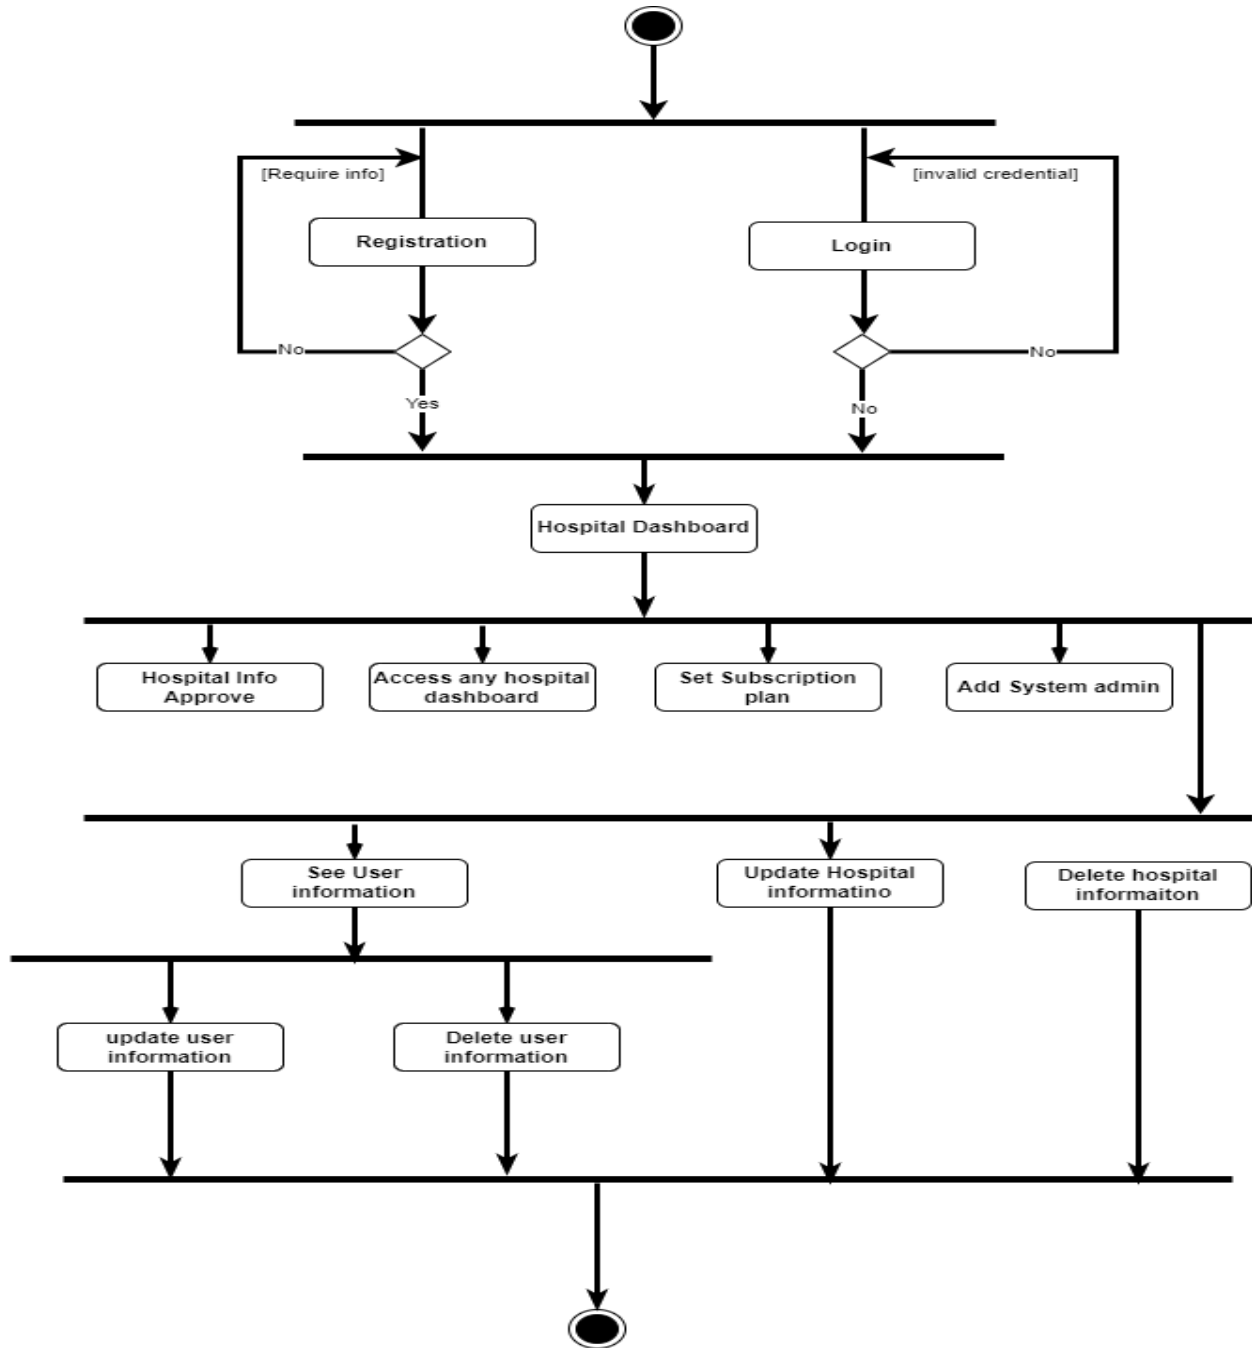 [Require info]
[invalid credential]
Registration
Login
No
No
Yes
No
Hospital Dashboard
Hospital Info
Approve
Access any hospital
dashboard
Set Subscription
plan
Add System admin
See User
information
Update Hospital
informatino
Delete hospital
informaiton
update user
information
Delete user
information